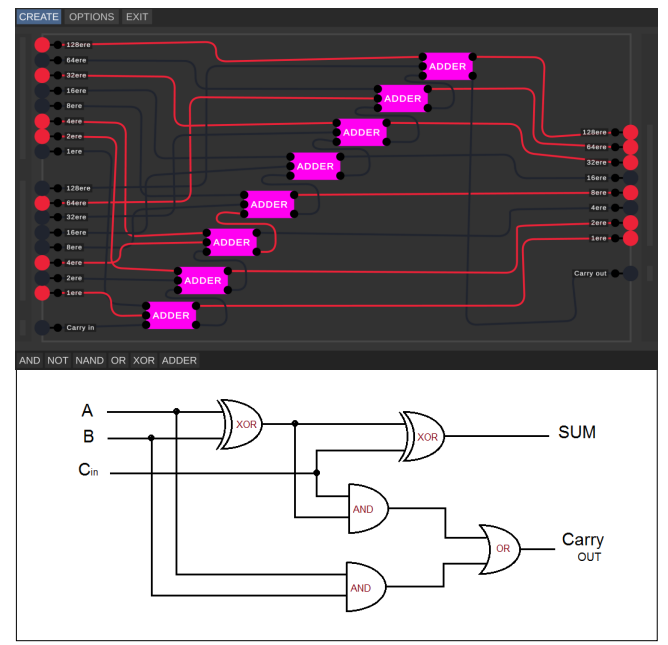 CREATE OPTIONS EXIT
128ere
64ere
32ere
16ere
8ere
4ere
2ere
1ere
128ere
64ere
32ere
16ere
8ere
4ere
2ere
1ere
Carry in
ADDER
ADDER
ADDER
ADDER
ADDER
ADDER
ADDER
ADDER
128ere
64ere
32ere
16ere
8ere
4ere
2ere
1ere
Carry out
AND NOT NAND OR XOR ADDER
A
B
Cin
XOR
XOR
SUM
AND
AND
OR
Carry
OUT